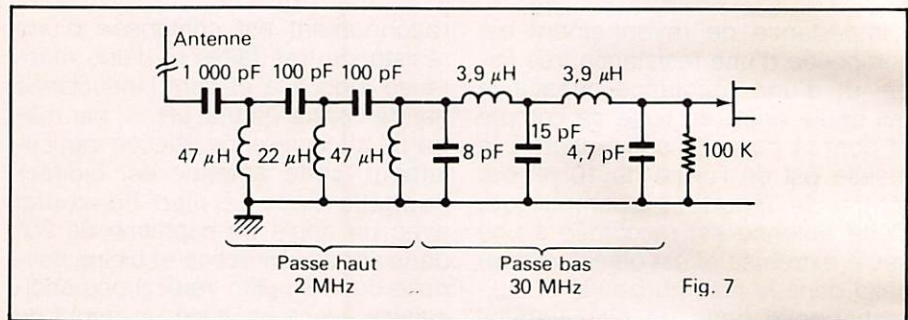 Antenne
1 000 pF
100 pF
100 pF
3,9 µH
3,9 µH
47 µH
22 µH
47 µH
8 pF
15 pF
4,7 pF
100 K
Passe haut
2 MHz
Passe bas
30 MHz
Fig. 7